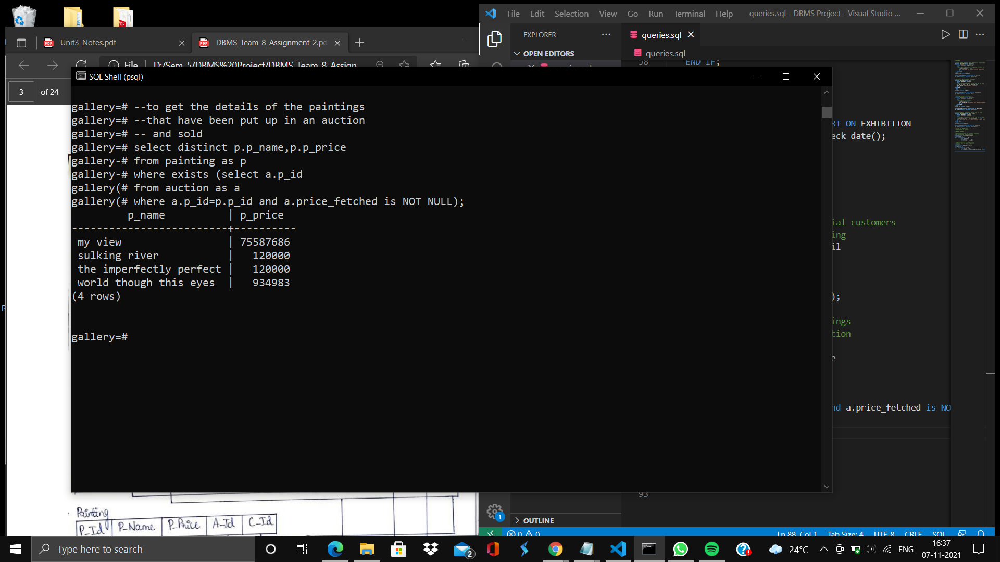 Unit3_Notes.pdf
DBMS_Team-8_Assignment-2.pd
File
D:/Sem-5/DBMS%20Project/DBMS_Team-8_Assign
3 of 24
File Edit Selection View Go Run Terminal Help queries.sql - DBMS Project - Visual Studio ...
EXPLORER
OPEN EDITORS
queries.sql
queries.sql
58 END IF;
SQL Shell (psql)
gallery=# --to get the details of the paintings
gallery=# --that have been put up in an auction
gallery=# -- and sold
gallery=# select distinct p.p_name,p.p_price
gallery-# from painting as p
gallery-# where exists (select a.p_id
gallery(# from auction as a
gallery(# where a.p_id=p.p_id and a.price_fetched is NOT NULL);
p_name | p_price
-------------------------+----------
my view | 75587686
sulking river | 120000
the imperfectly perfect | 120000
world though this eyes | 934983
(4 rows)
gallery=#
RT ON EXHIBITION
eck_date();
ial customers
ing
il
);
ings
tion
e
nd a.price_fetched is NO
93
OUTLINE
Painting
P_Id P_Name P_Price A_Id C_Id
0 0 Ln 88, Col 1 Tab Size: 4 UTF-8 CRLF SQL
Type here to search
2
24°C
ENG
16:37
07-11-2021
1